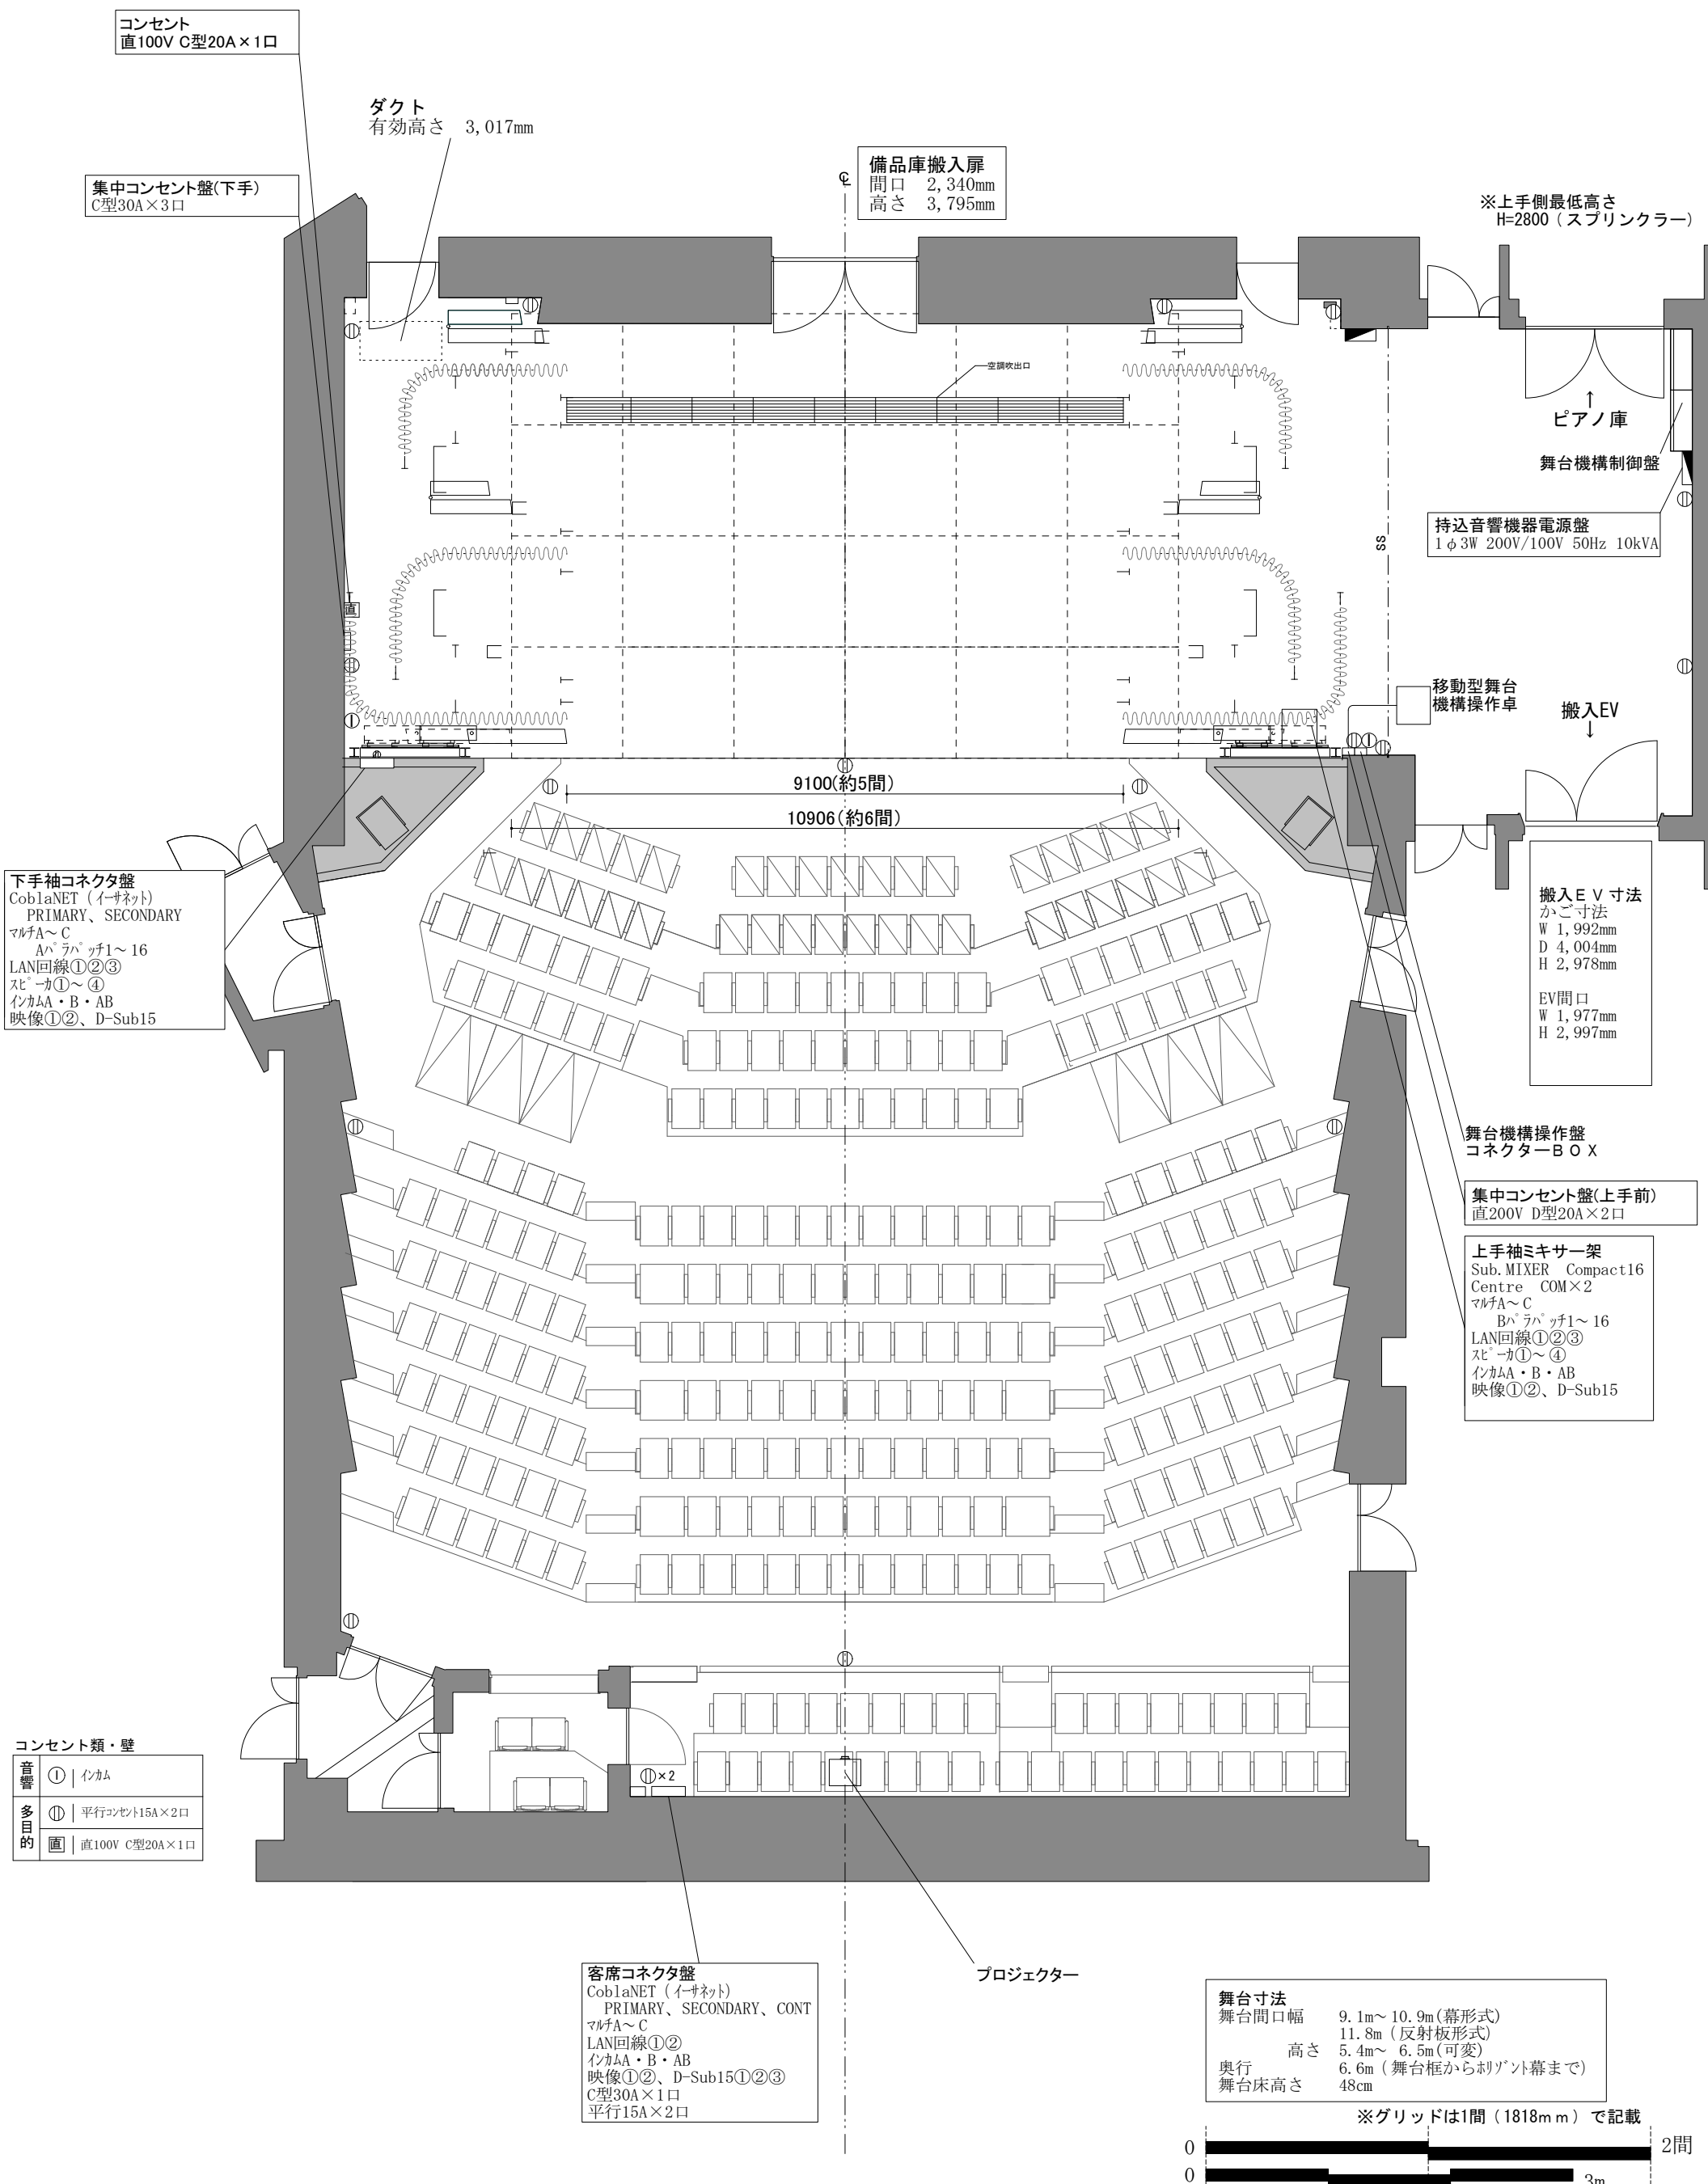 コンセント
直100V C型20A×1口
ダクト
有効高さ 3,017mm
備品庫搬入扉
間口 2,340mm
高さ 3,795mm
集中コンセント盤(下手)
C型30A×3口
※上手側最低高さ
H=2800(スプリンクラー)
空調吹出口
↑
ピアノ庫
舞台機構制御盤
持込音響機器電源盤
1φ3W 200V/100V 50Hz 10kVA
SS
直
移動型舞台
機構操作卓
搬入EV
↓
9100(約5間)
10906(約6間)
下手袖コネクタ盤
CoblaNET(イーサネット)
PRIMARY、SECONDARY
マルチA～C
Aパラパッチ1～16
LAN回線①②③
スピーカ①～④
インカムA・B・AB
映像①②、D-Sub15
搬入EV寸法
かご寸法
W 1,992mm
D 4,004mm
H 2,978mm
EV間口
W 1,977mm
H 2,997mm
舞台機構操作盤
コネクターBOX
集中コンセント盤(上手前)
直200V D型20A×2口
上手袖ミキサー架
Sub.MIXER Compact16
Centre COM×2
マルチA～C
Bパラパッチ1～16
LAN回線①②③
スピーカ①～④
インカムA・B・AB
映像①②、D-Sub15
コンセント類・壁
音響 インカム
多目的 平行コンセント15A×2口
直 直100V C型20A×1口
×2
プロジェクター
客席コネクタ盤
CoblaNET(イーサネット)
PRIMARY、SECONDARY、CONT
マルチA～C
LAN回線①②
インカムA・B・AB
映像①②、D-Sub15①②③
C型30A×1口
平行15A×2口
舞台寸法
舞台間口幅 9.1m～10.9m(幕形式)
11.8m(反射板形式)
高さ 5.4m～6.5m(可変)
奥行 6.6m(舞台框からホリゾント幕まで)
舞台床高さ 48cm
※グリッドは1間(1818mm)で記載
0 2間
0 3m